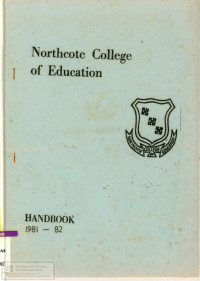 Northcote College
of Education
HANDBOOK
1981 — 82